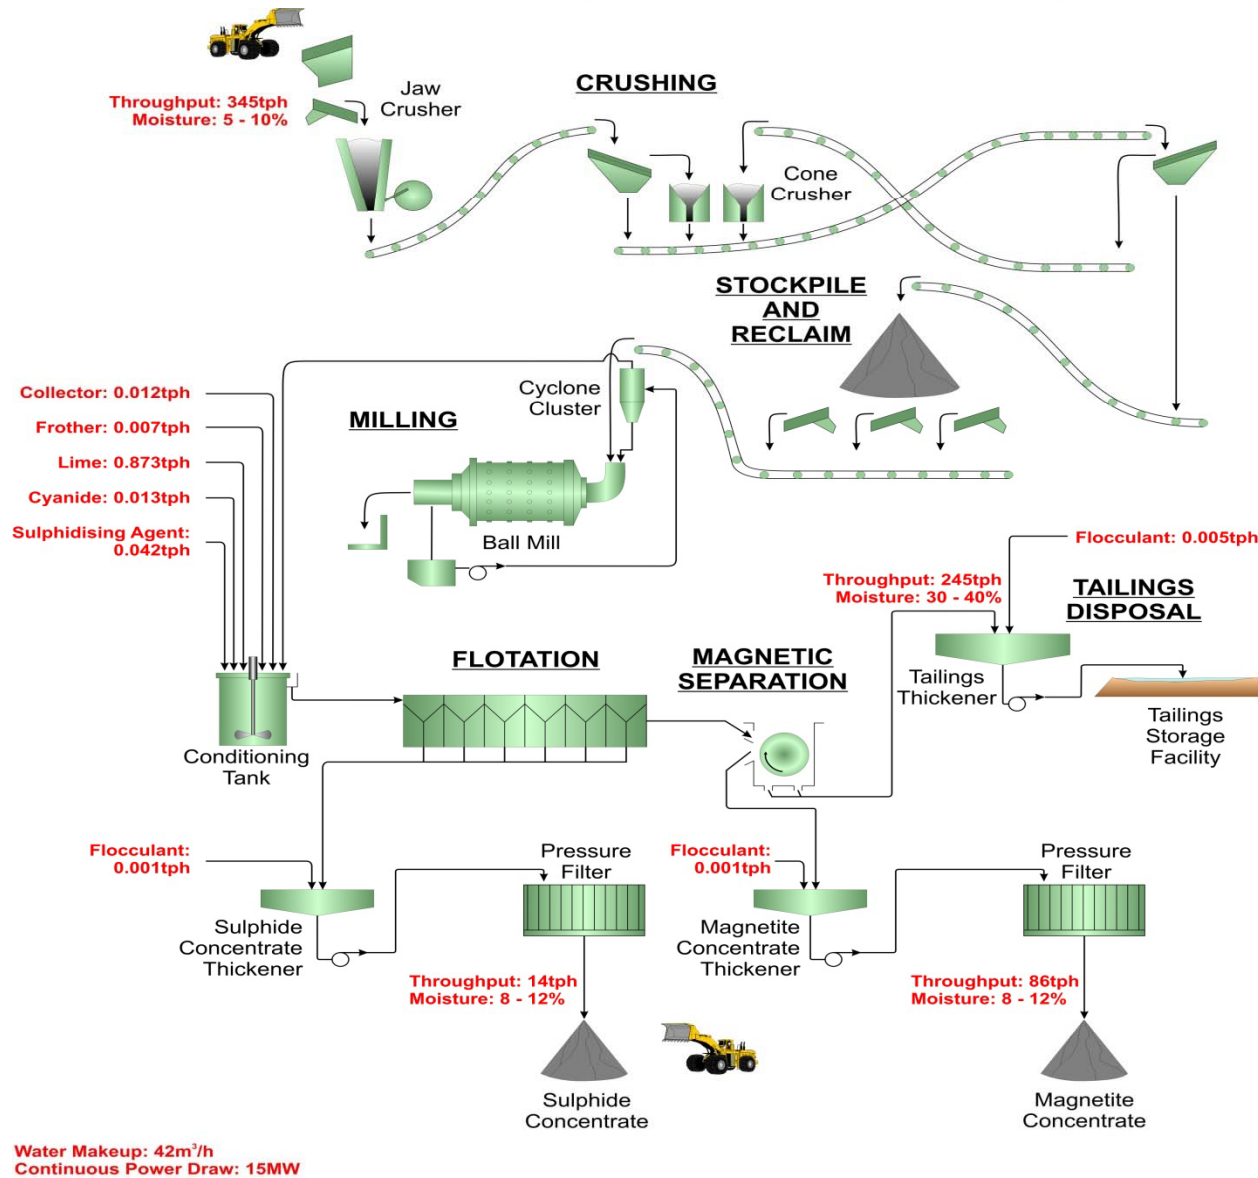 Throughput: 345tph
Moisture: 5 - 10%
Jaw
Crusher
CRUSHING
Cone
Crusher
STOCKPILE
AND
RECLAIM
Collector: 0.012tph
Frother: 0.007tph
Lime: 0.873tph
Cyanide: 0.013tph
Sulphidising Agent:
0.042tph
MILLING
Cyclone
Cluster
Ball Mill
Flocculant: 0.005tph
Throughput: 245tph
Moisture: 30 - 40%
TAILINGS
DISPOSAL
Tailings
Thickener
Tailings
Storage
Facility
FLOTATION
MAGNETIC
SEPARATION
Conditioning
Tank
Flocculant:
0.001tph
Sulphide
Concentrate
Thickener
Pressure
Filter
Throughput: 14tph
Moisture: 8 - 12%
Sulphide
Concentrate
Flocculant:
0.001tph
Magnetite
Concentrate
Thickener
Pressure
Filter
Throughput: 86tph
Moisture: 8 - 12%
Magnetite
Concentrate
Water Makeup: 42m³/h
Continuous Power Draw: 15MW